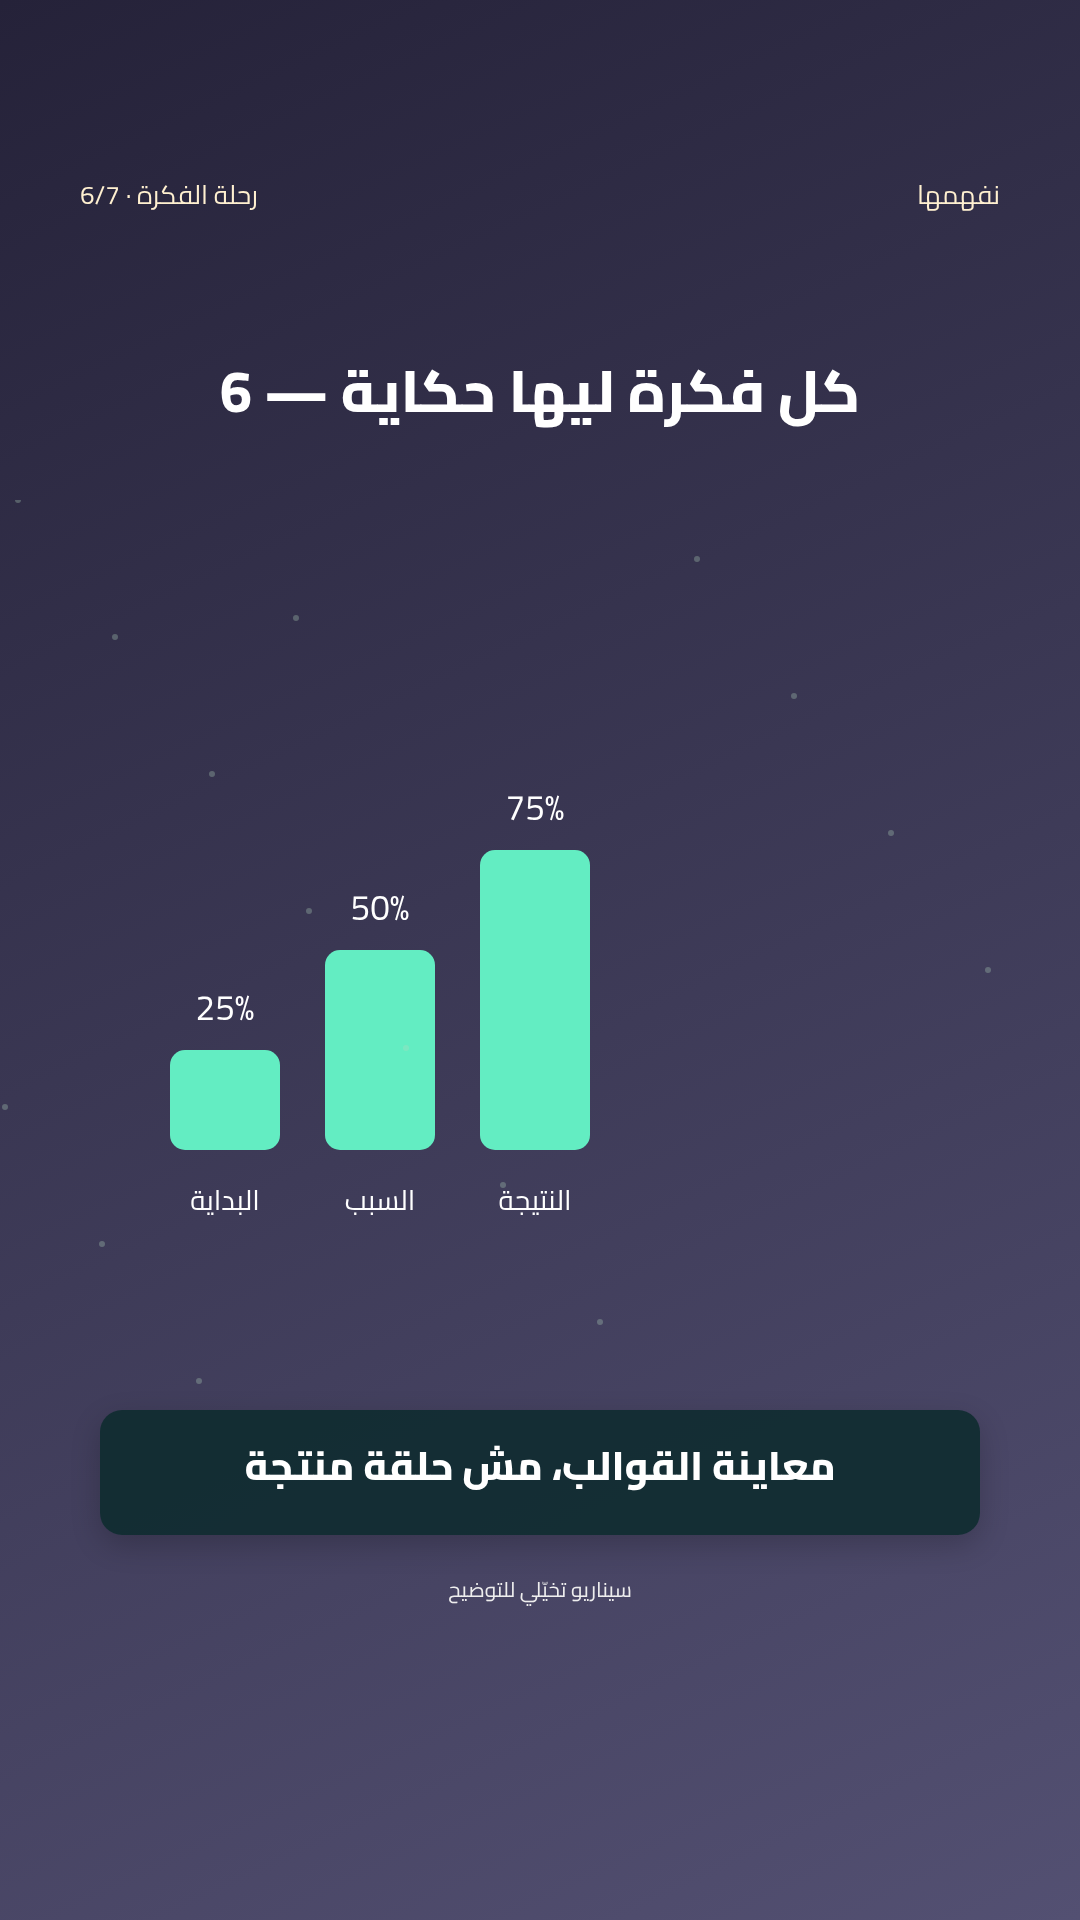 نفهمها
رحلة الفكرة · 6/7
كل فكرة ليها حكاية — 6
75%
50%
25%
البداية
السبب
النتيجة
معاينة القوالب، مش حلقة منتجة
سيناريو تخيّلي للتوضيح